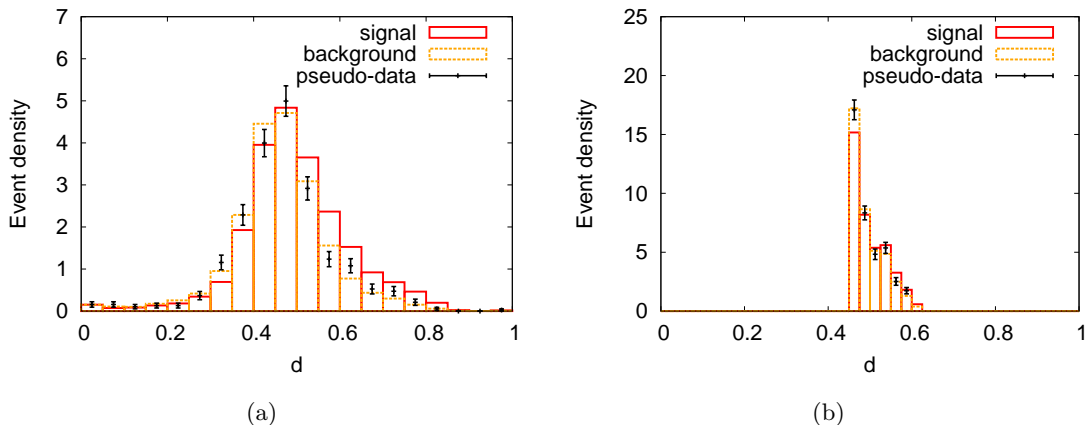 7
6
5
4
3
2
1
0
Event density
signal
background
pseudo-data
0 0.2 0.4 0.6 0.8 1
d
(a)
25
20
15
10
5
0
Event density
signal
background
pseudo-data
0 0.2 0.4 0.6 0.8 1
d
(b)